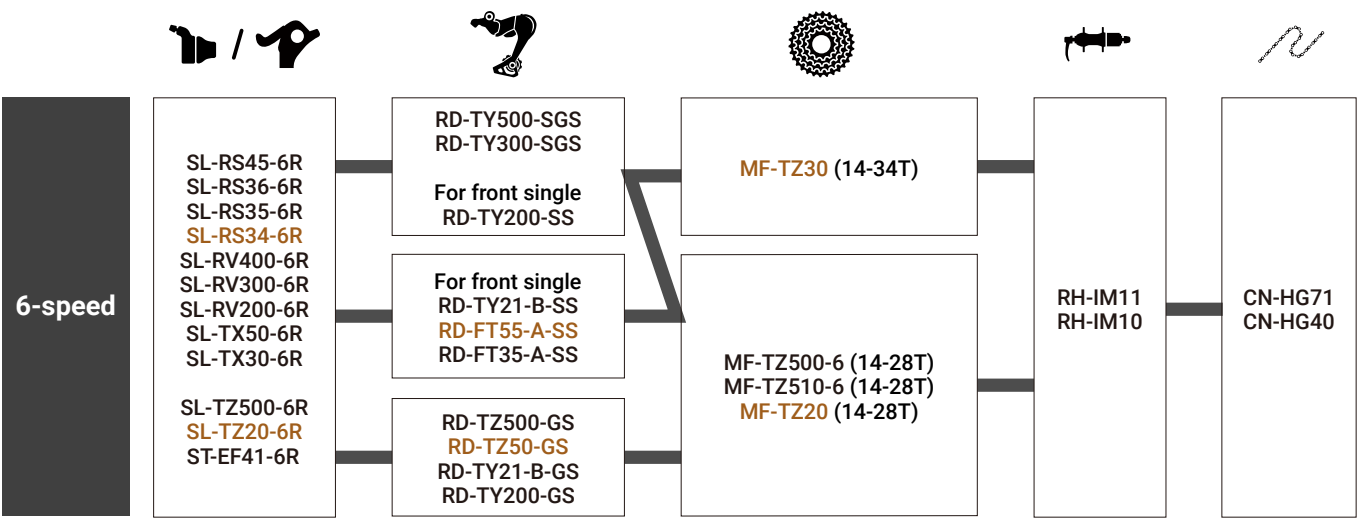 6-speed
SL-RS45-6R
SL-RS36-6R
SL-RS35-6R
SL-RS34-6R
SL-RV400-6R
SL-RV300-6R
SL-RV200-6R
SL-TX50-6R
SL-TX30-6R
SL-TZ500-6R
SL-TZ20-6R
ST-EF41-6R
RD-TY500-SGS
RD-TY300-SGS
For front single
RD-TY200-SS
For front single
RD-TY21-B-SS
RD-FT55-A-SS
RD-FT35-A-SS
RD-TZ500-GS
RD-TZ50-GS
RD-TY21-B-GS
RD-TY200-GS
MF-TZ30 (14-34T)
MF-TZ500-6 (14-28T)
MF-TZ510-6 (14-28T)
MF-TZ20 (14-28T)
RH-IM11
RH-IM10
CN-HG71
CN-HG40